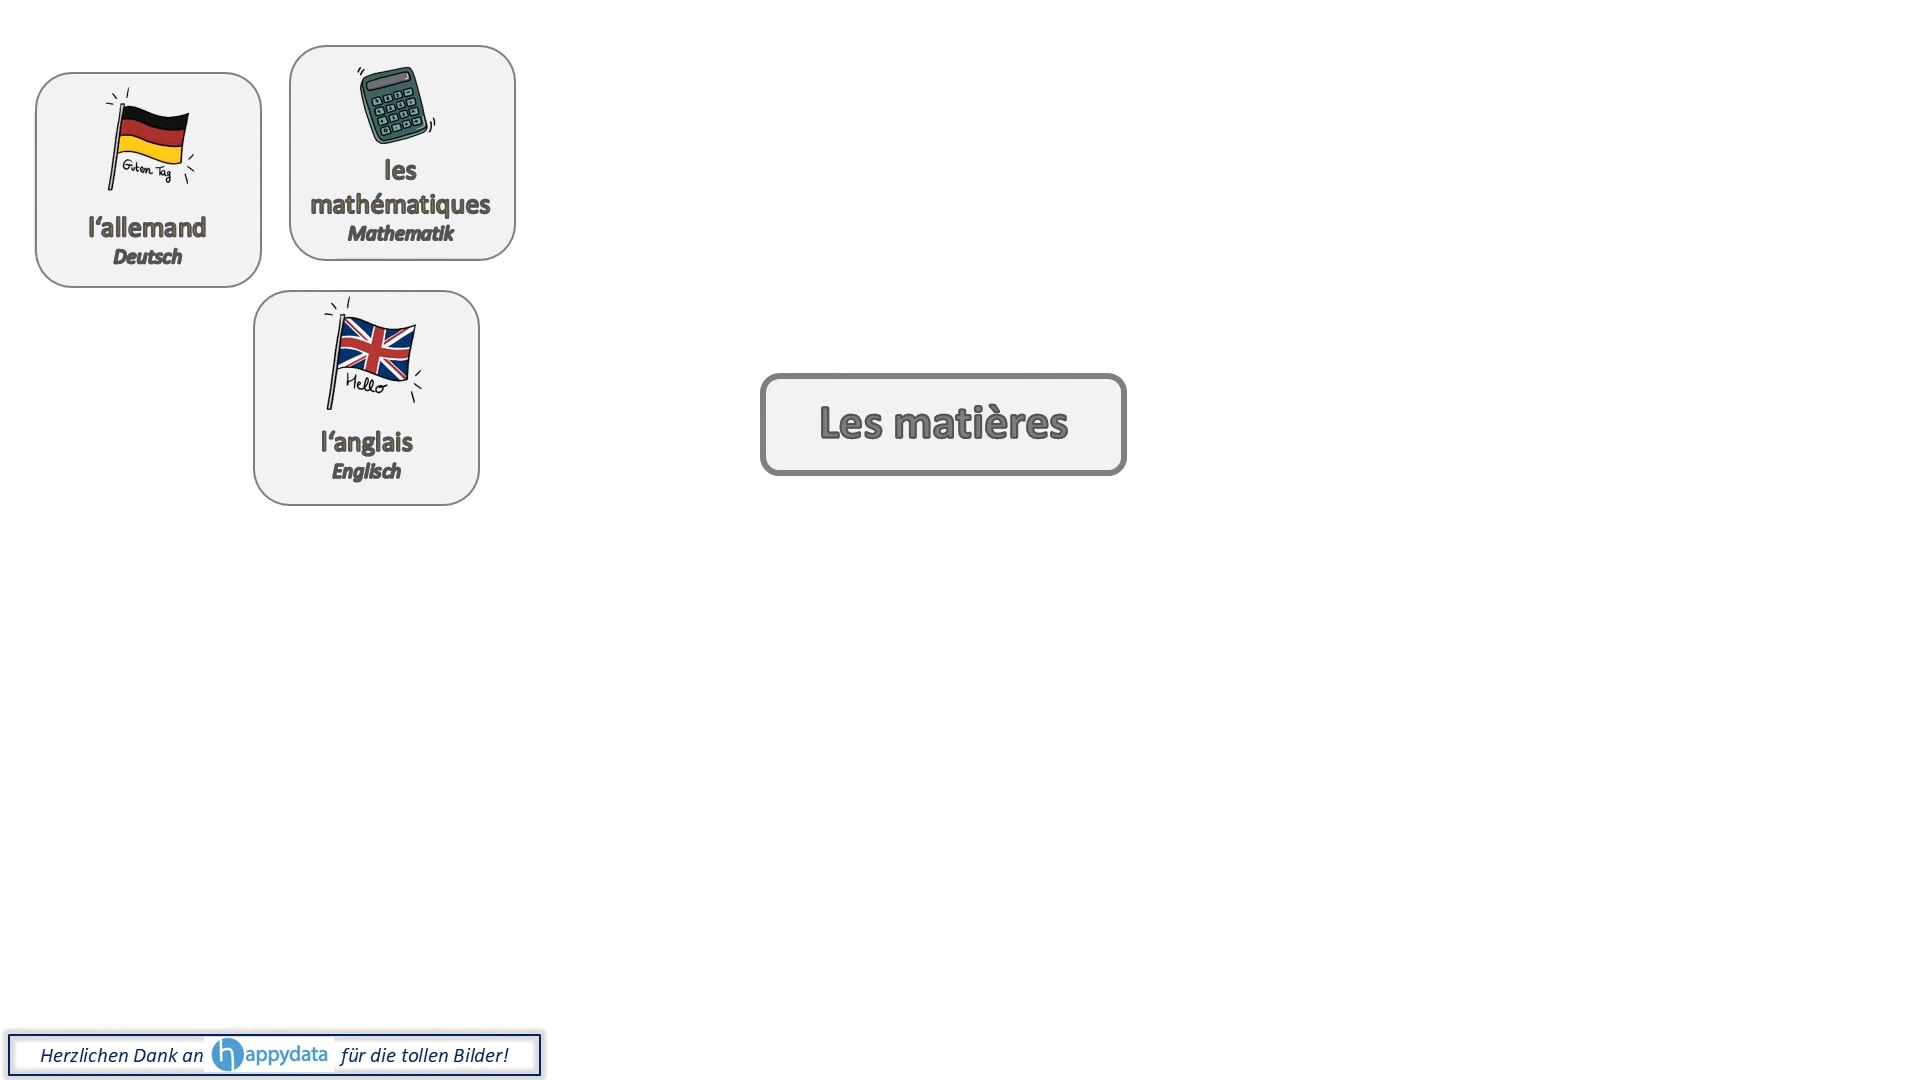 Guten Tag
l‘allemand
Deutsch
les
mathématiques
Mathematik
Hello
l‘anglais
Englisch
Les matières
Herzlichen Dank an happydata für die tollen Bilder!